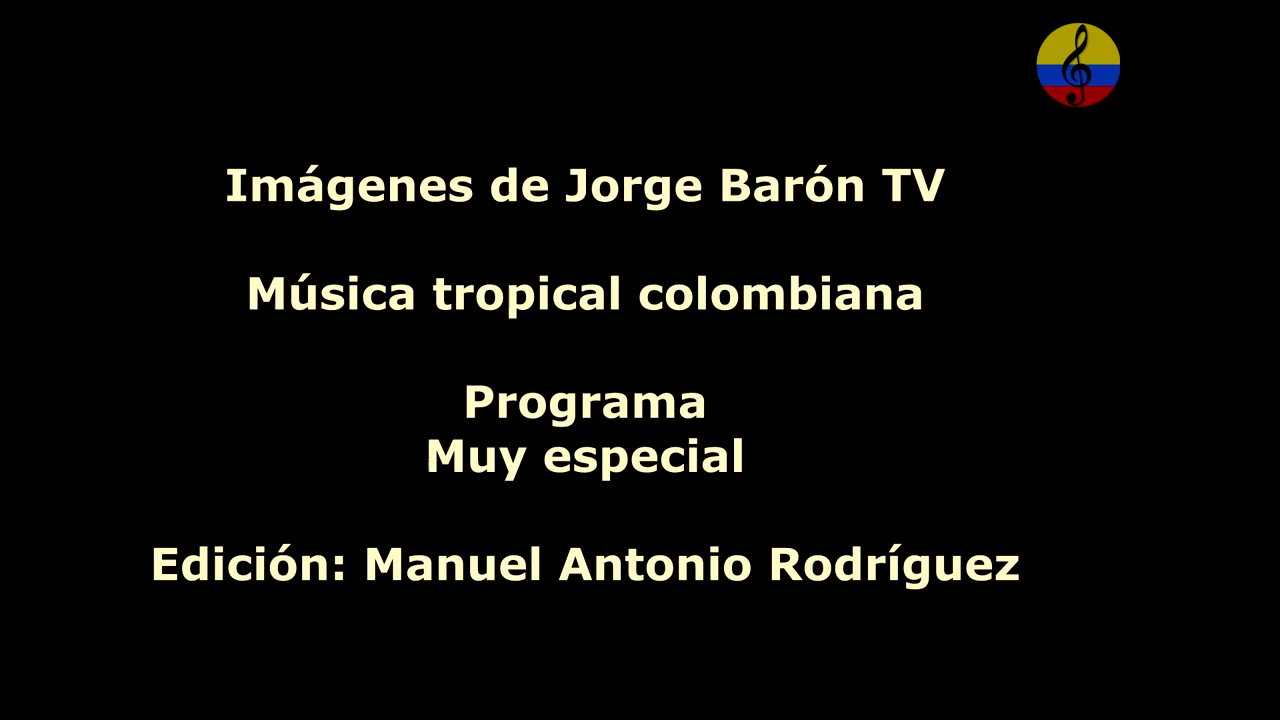 Imágenes de Jorge Barón TV
Música tropical colombiana
Programa
Muy especial
Edición: Manuel Antonio Rodríguez